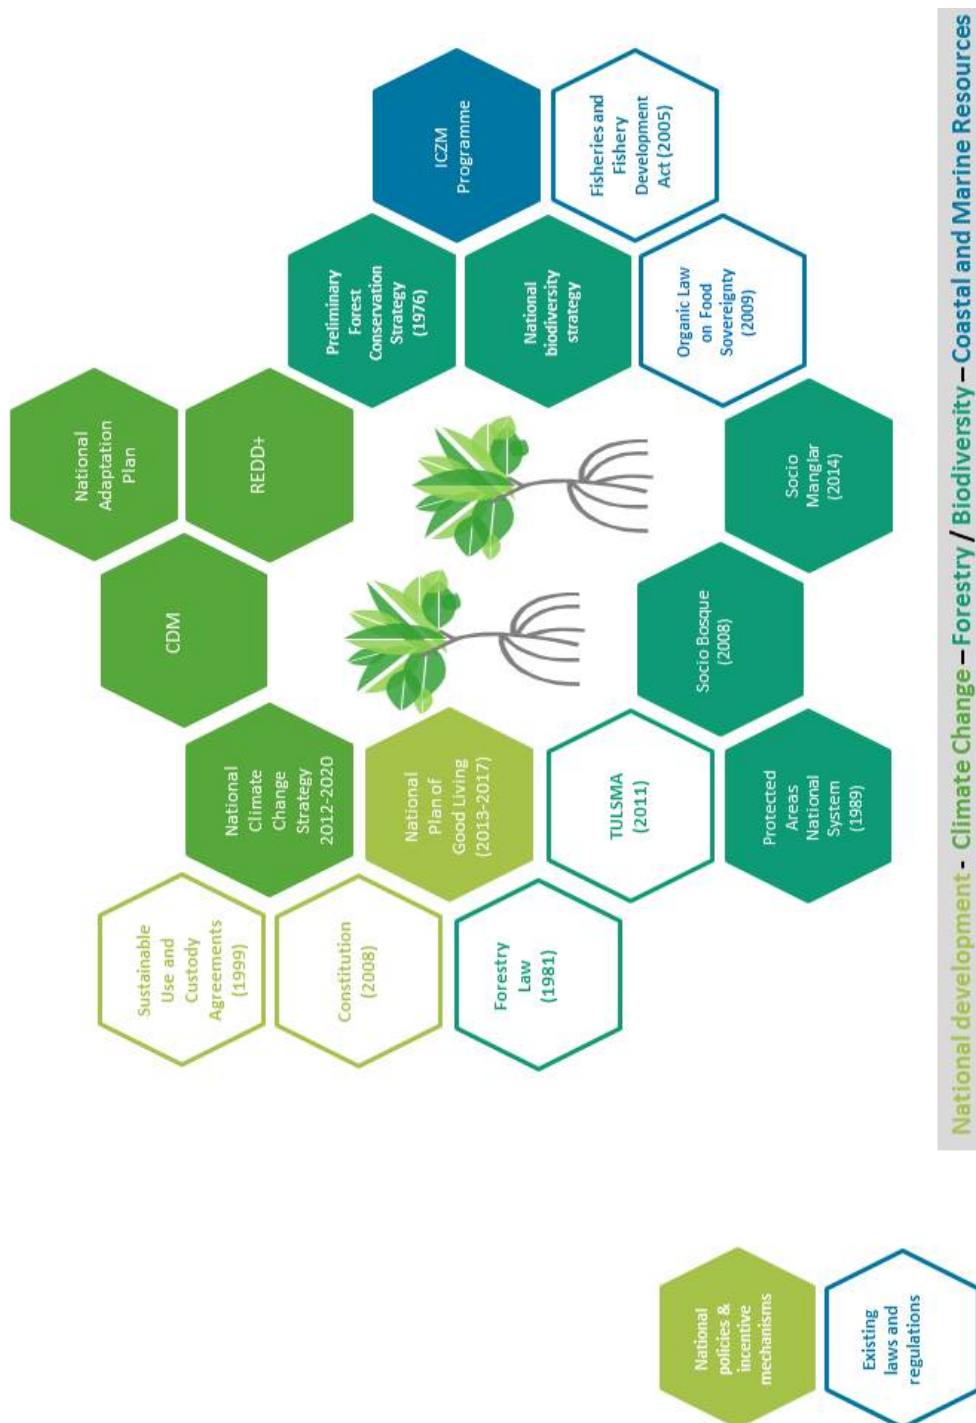 Sustainable
Use and
Custody
Agreements
(1999)
Constitution
(2008)
Forestry
Law
(1981)
National
Climate
Change
Strategy
2012-2020
National
Plan of
Good Living
(2013-2017)
TULSMA
(2011)
Protected
Areas
National
System
(1989)
CDM
Socio Bosque
(2008)
National
Adaptation
Plan
REDD+
Socio
Manglar
(2014)
Preliminary
Forest
Conservation
Strategy
(1976)
National
biodiversity
strategy
Organic Law
on Food
Sovereignty
(2009)
ICZM
Programme
Fisheries and
Fishery
Development
Act (2005)
National policies &
incentive
mechanisms
Existing
laws and
regulations
National development - Climate Change – Forestry / Biodiversity – Coastal and Marine Resources